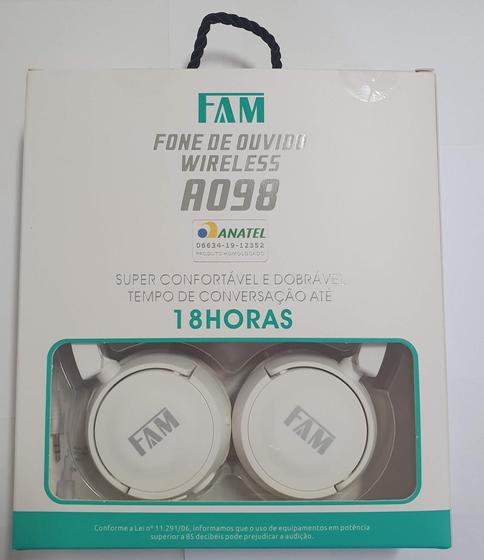 FAM
FONE DE OUVIDO
WIRELESS
A098
ANATEL
06634-19-12352
PRODUTO HOMOLOGADO
SUPER CONFORTÁVEL E DOBRÁVEL
TEMPO DE CONVERSAÇÃO ATÉ
18HORAS
FAM
FAM
Conforme a Lei nº 11.291/06, informamos que o uso de equipamentos em potência
superior a 85 decibéis pode prejudicar a audição.